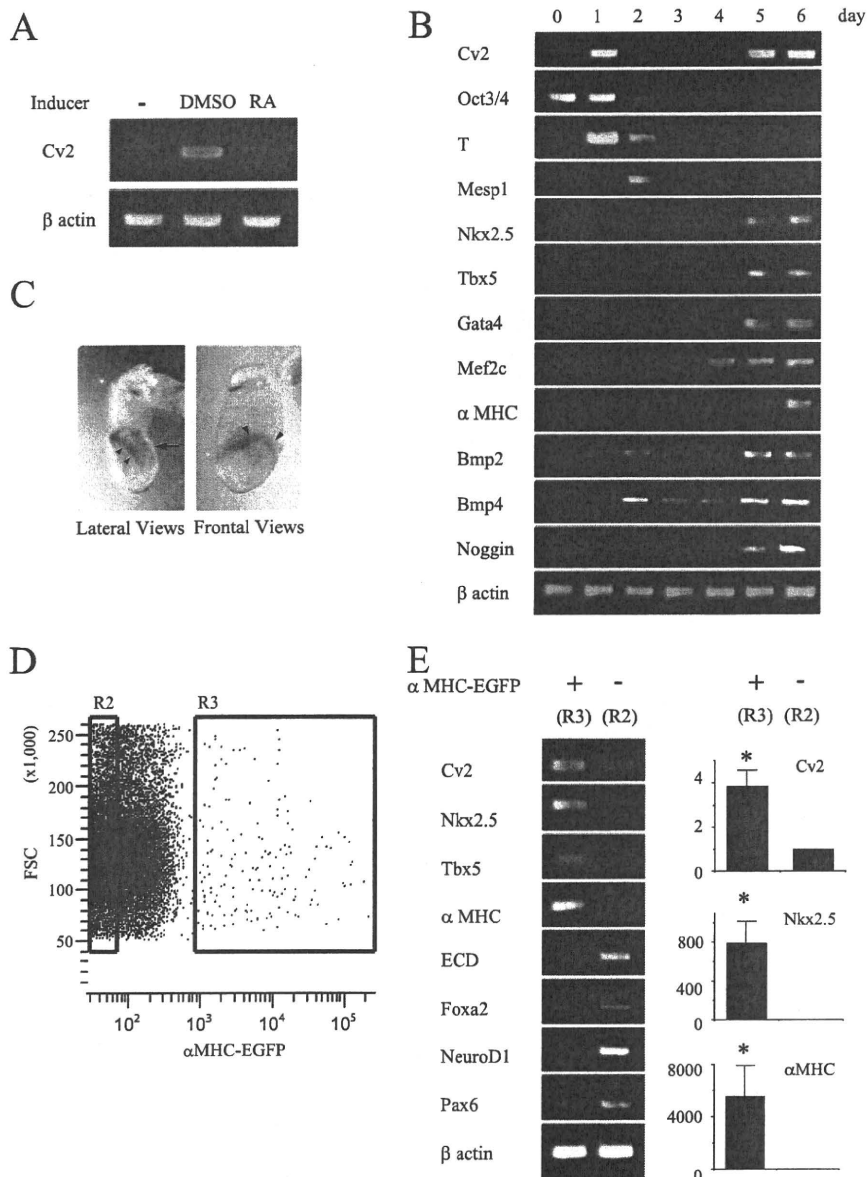 A
Inducer - DMSO RA
Cv2
β actin
B
0 1 2 3 4 5 6 day
Cv2
Oct3/4
T
Mesp1
Nkx2.5
Tbx5
Gata4
Mef2c
α MHC
Bmp2
Bmp4
Noggin
β actin
C
Lateral Views Frontal Views
D
R2 R3
(x1,000)
250
200
150
100
50
FSC
10² 10³ 10⁴ 10⁵
αMHC-EGFP
E
α MHC-EGFP + - + -
(R3) (R2) (R3) (R2)
Cv2
Nkx2.5
Tbx5
α MHC
ECD
Foxa2
NeuroD1
Pax6
β actin
* Cv2
4
2
0
* Nkx2.5
800
400
0
* αMHC
8000
4000
0